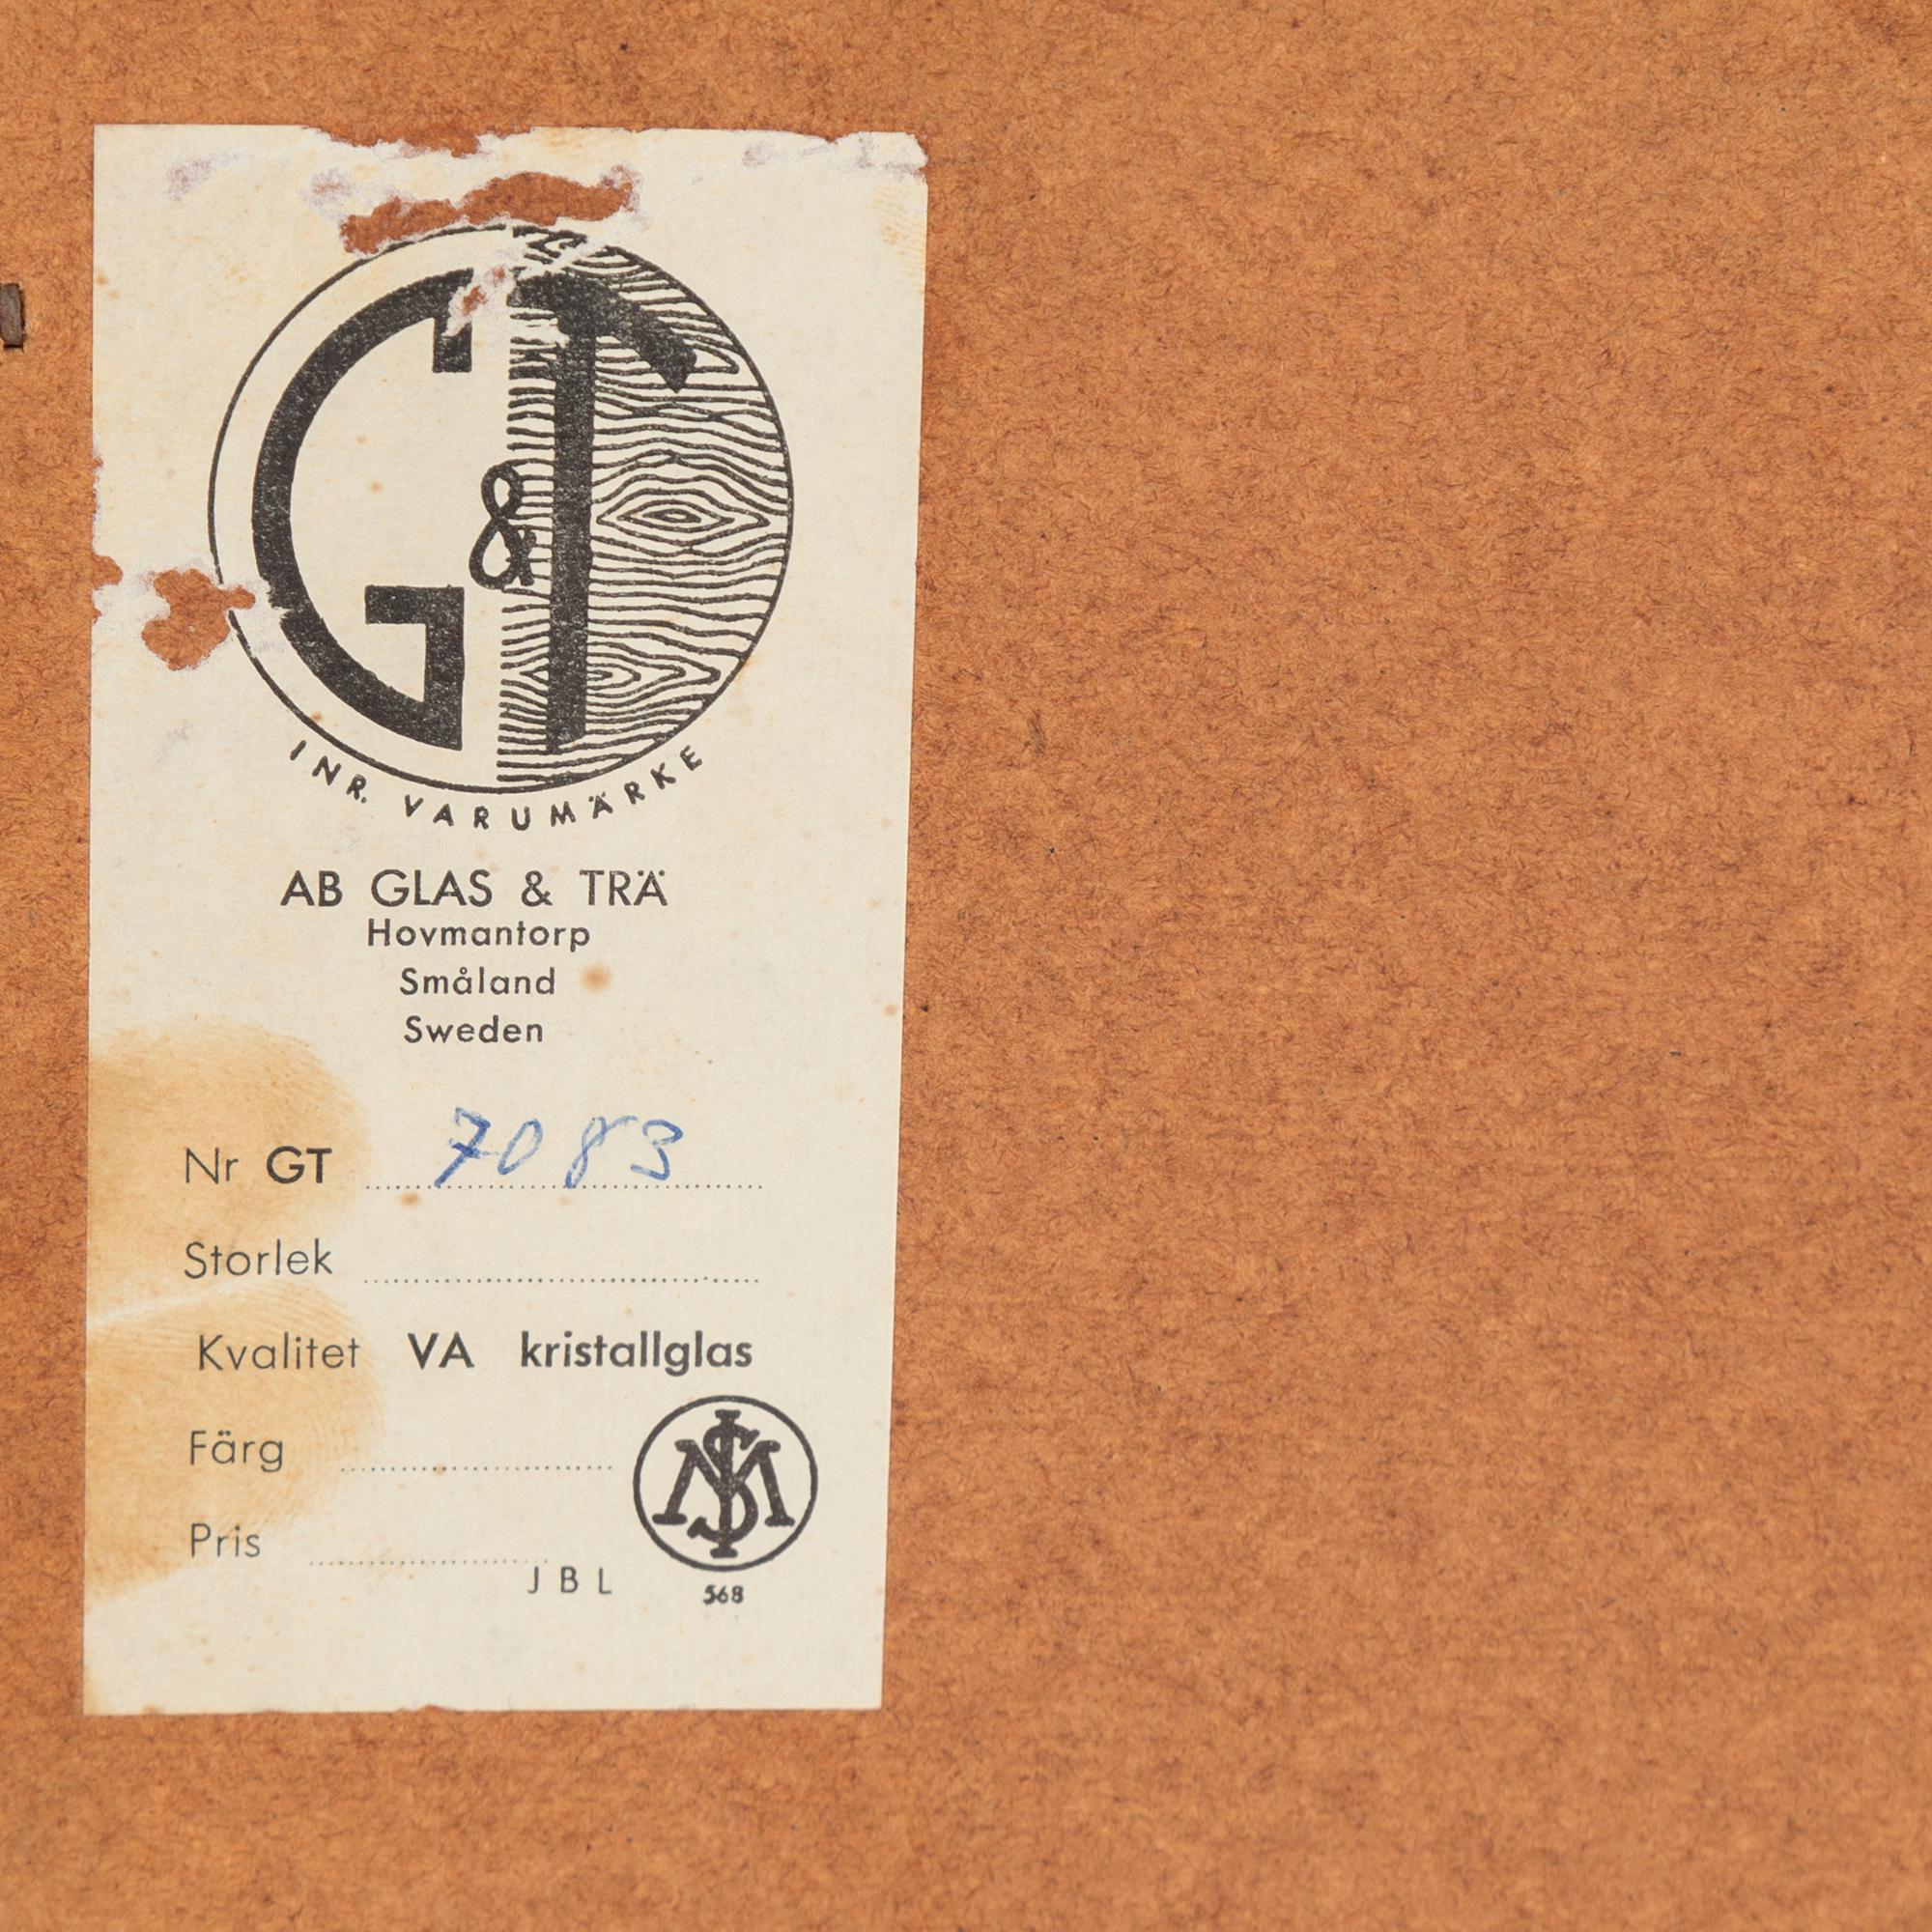 G & T
INR. VARUMÄRKE
AB GLAS & TRÄ
Hovmantorp
Småland
Sweden
Nr GT 7083
Storlek
Kvalitet VA kristallglas
Färg
Pris
JBL
568